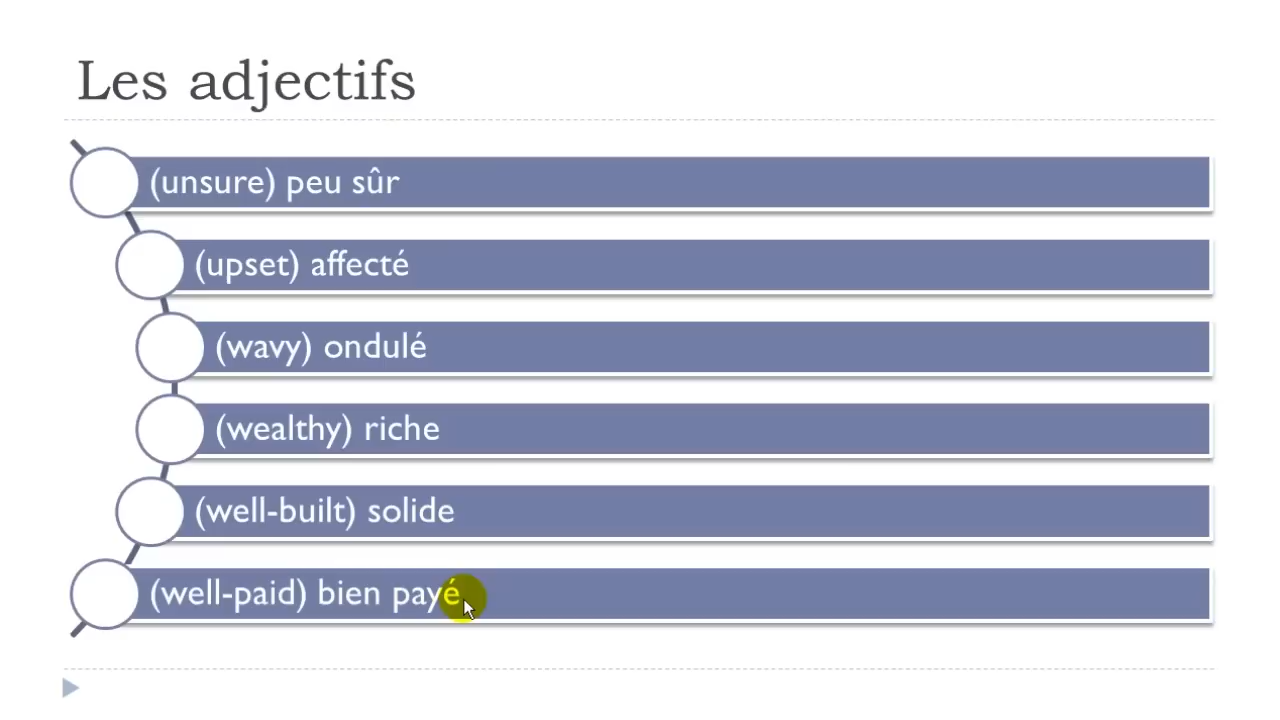 Les adjectifs
(unsure) peu sûr
(upset) affecté
(wavy) ondulé
(wealthy) riche
(well-built) solide
(well-paid) bien payé